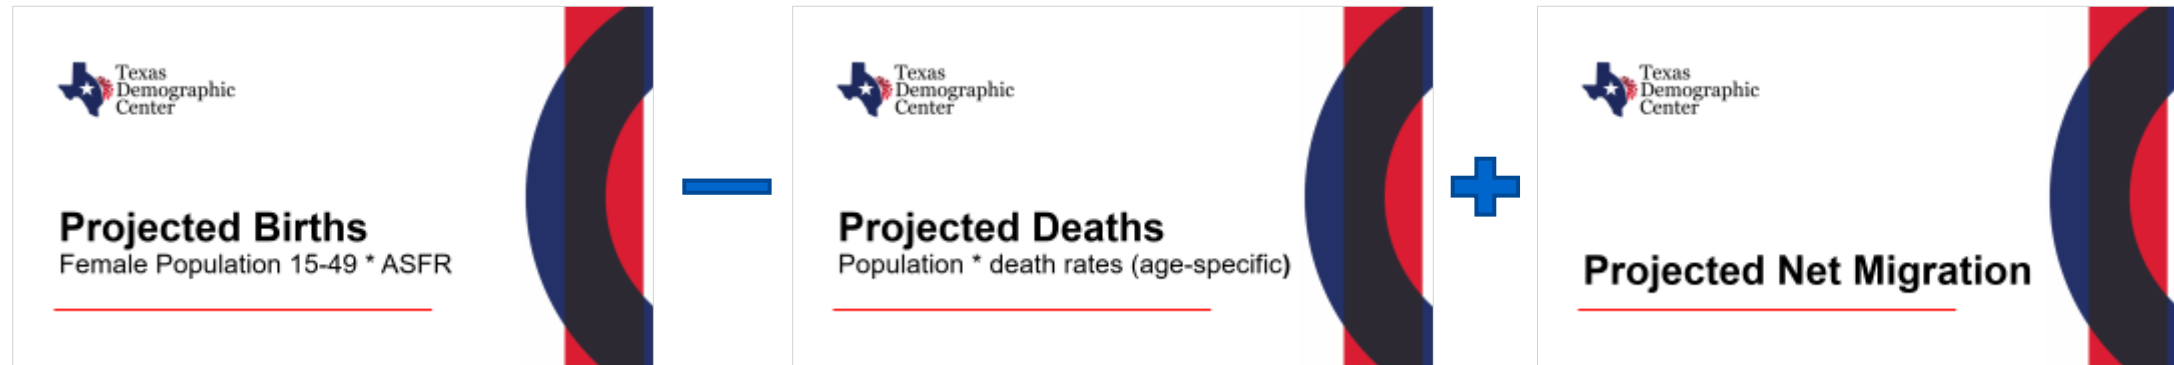 Texas
Demographic
Center
Projected Births
Female Population 15-49 * ASFR
Texas
Demographic
Center
Projected Deaths
Population * death rates (age-specific)
Texas
Demographic
Center
Projected Net Migration